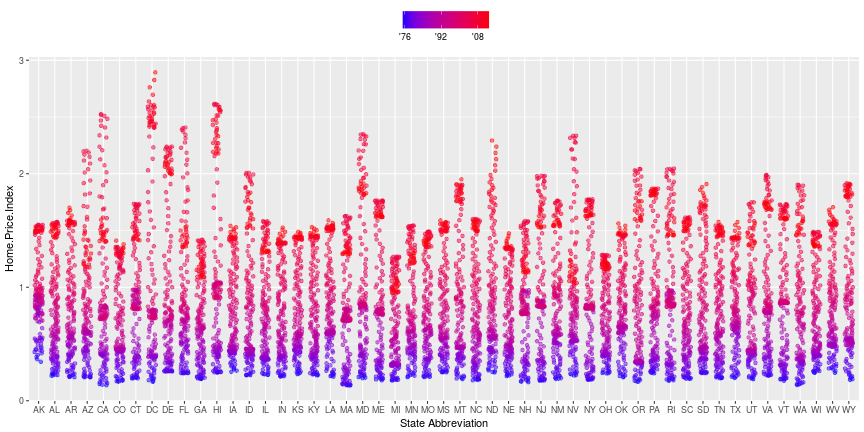 '76 '92 '08
3
2
1
0
Home.Price.Index
AK AL AR AZ CA CO CT DC DE FL GA HI IA ID IL IN KS KY LA MA MD ME MI MN MO MS MT NC ND NE NH NJ NM NV NY OH OK OR PA RI SC SD TN TX UT VA VT WA WI WV WY
State Abbreviation